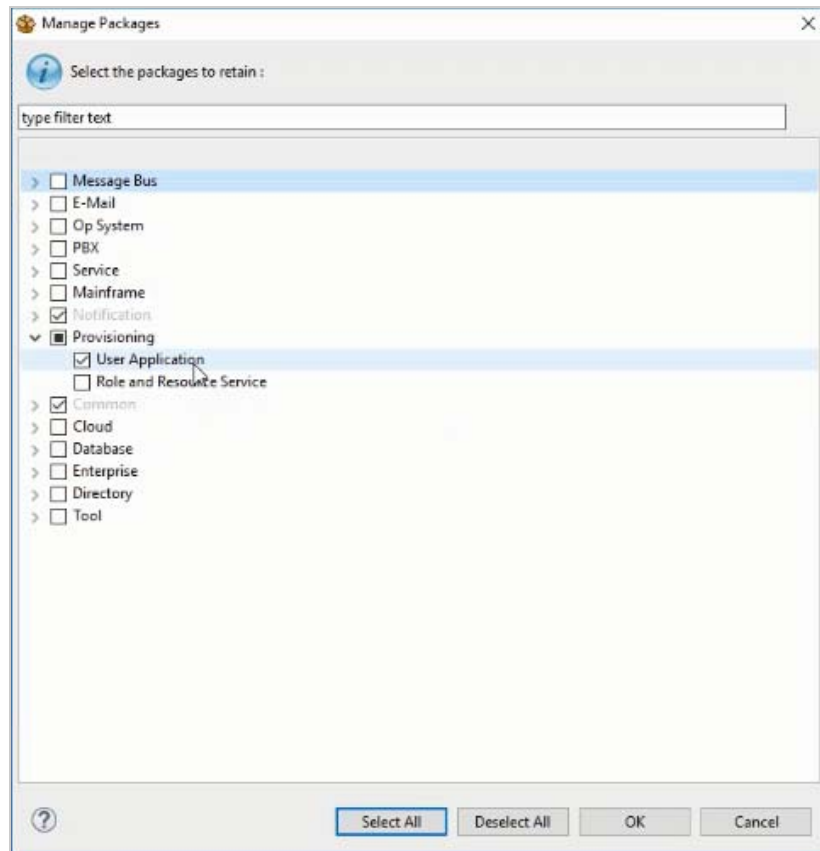 Manage Packages
Select the packages to retain :
type filter text
Message Bus
E-Mail
Op System
PBX
Service
Mainframe
Notification
Provisioning
User Application
Role and Resource Service
Common
Cloud
Database
Enterprise
Directory
Tool
Select All Deselect All OK Cancel